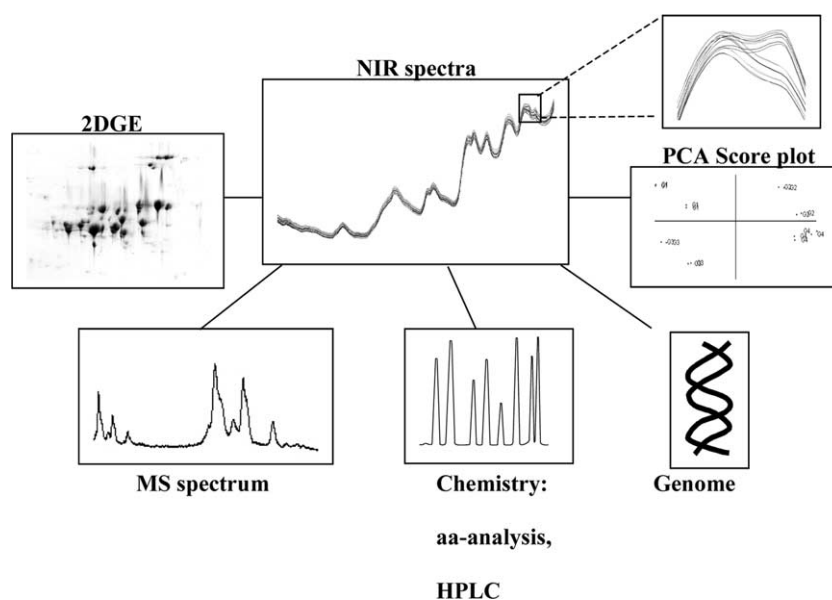 NIR spectra
2DGE
PCA Score plot
MS spectrum
Chemistry:
aa-analysis,
HPLC
Genome